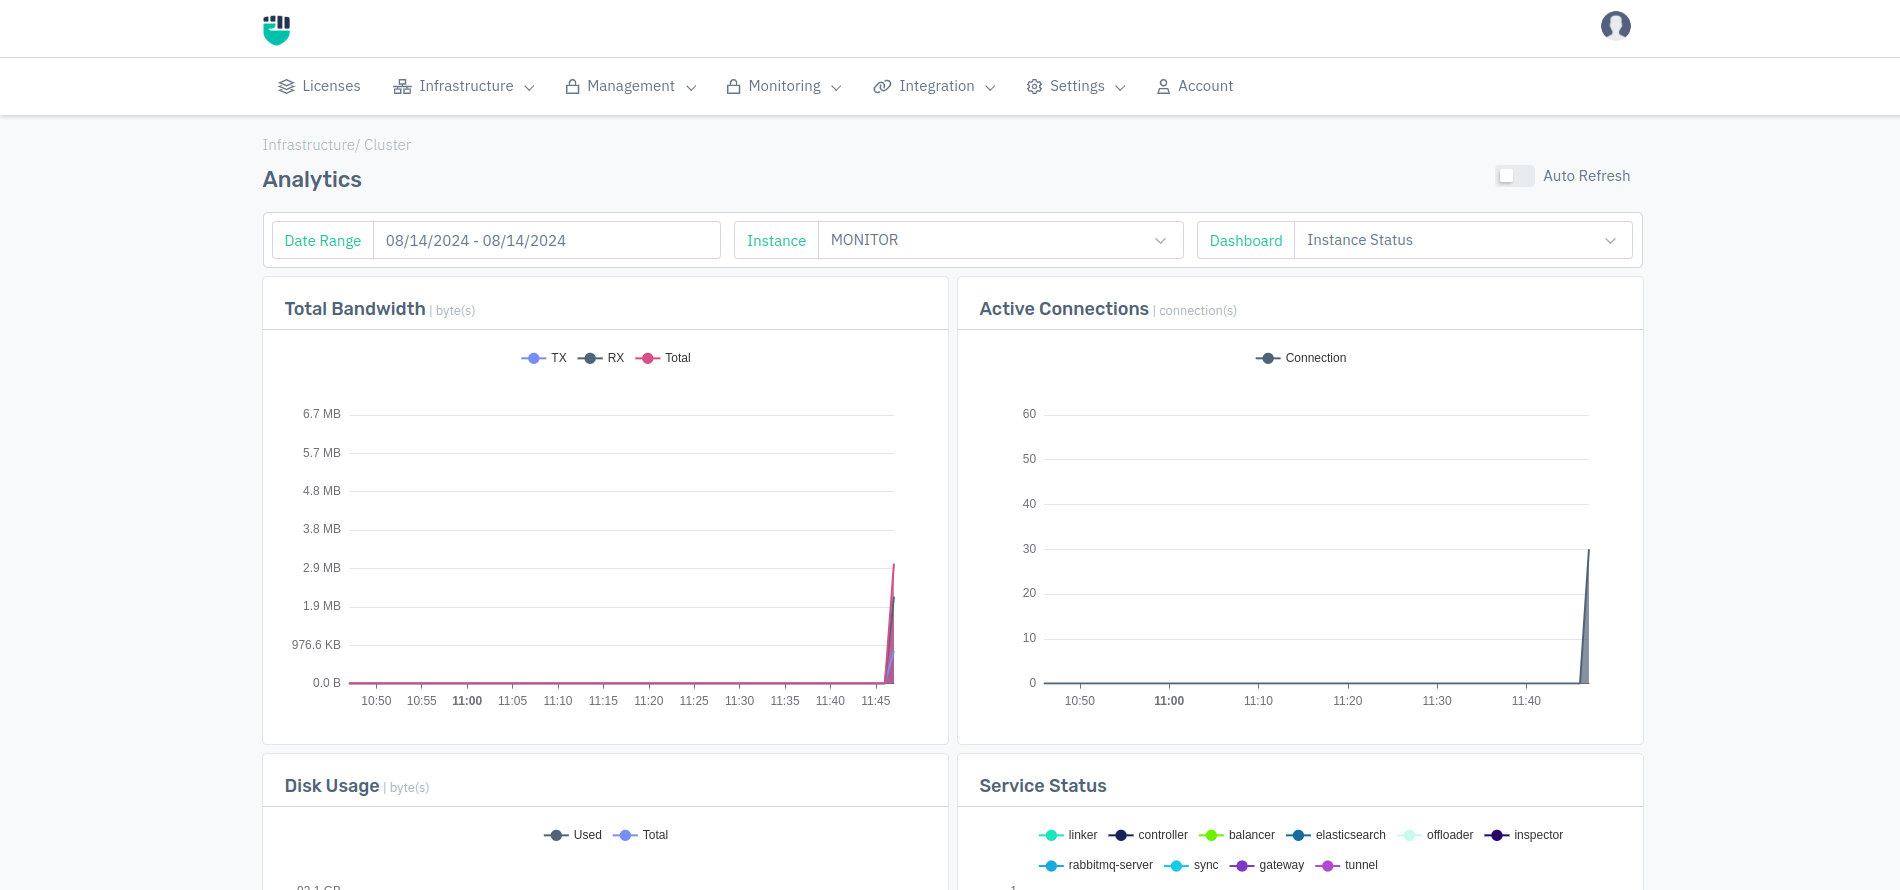 Licenses Infrastructure Management Monitoring Integration Settings Account
Infrastructure/ Cluster
Analytics
Auto Refresh
Date Range 08/14/2024 - 08/14/2024 Instance MONITOR Dashboard Instance Status
Total Bandwidth | byte(s)
TX RX Total
6.7 MB
5.7 MB
4.8 MB
3.8 MB
2.9 MB
1.9 MB
976.6 KB
0.0 B
10:50 10:55 11:00 11:05 11:10 11:15 11:20 11:25 11:30 11:35 11:40 11:45
Active Connections | connection(s)
Connection
60
50
40
30
20
10
0
10:50 11:00 11:10 11:20 11:30 11:40
Disk Usage | byte(s)
Used Total
Service Status
linker controller balancer elasticsearch offloader inspector
rabbitmq-server sync gateway tunnel
1